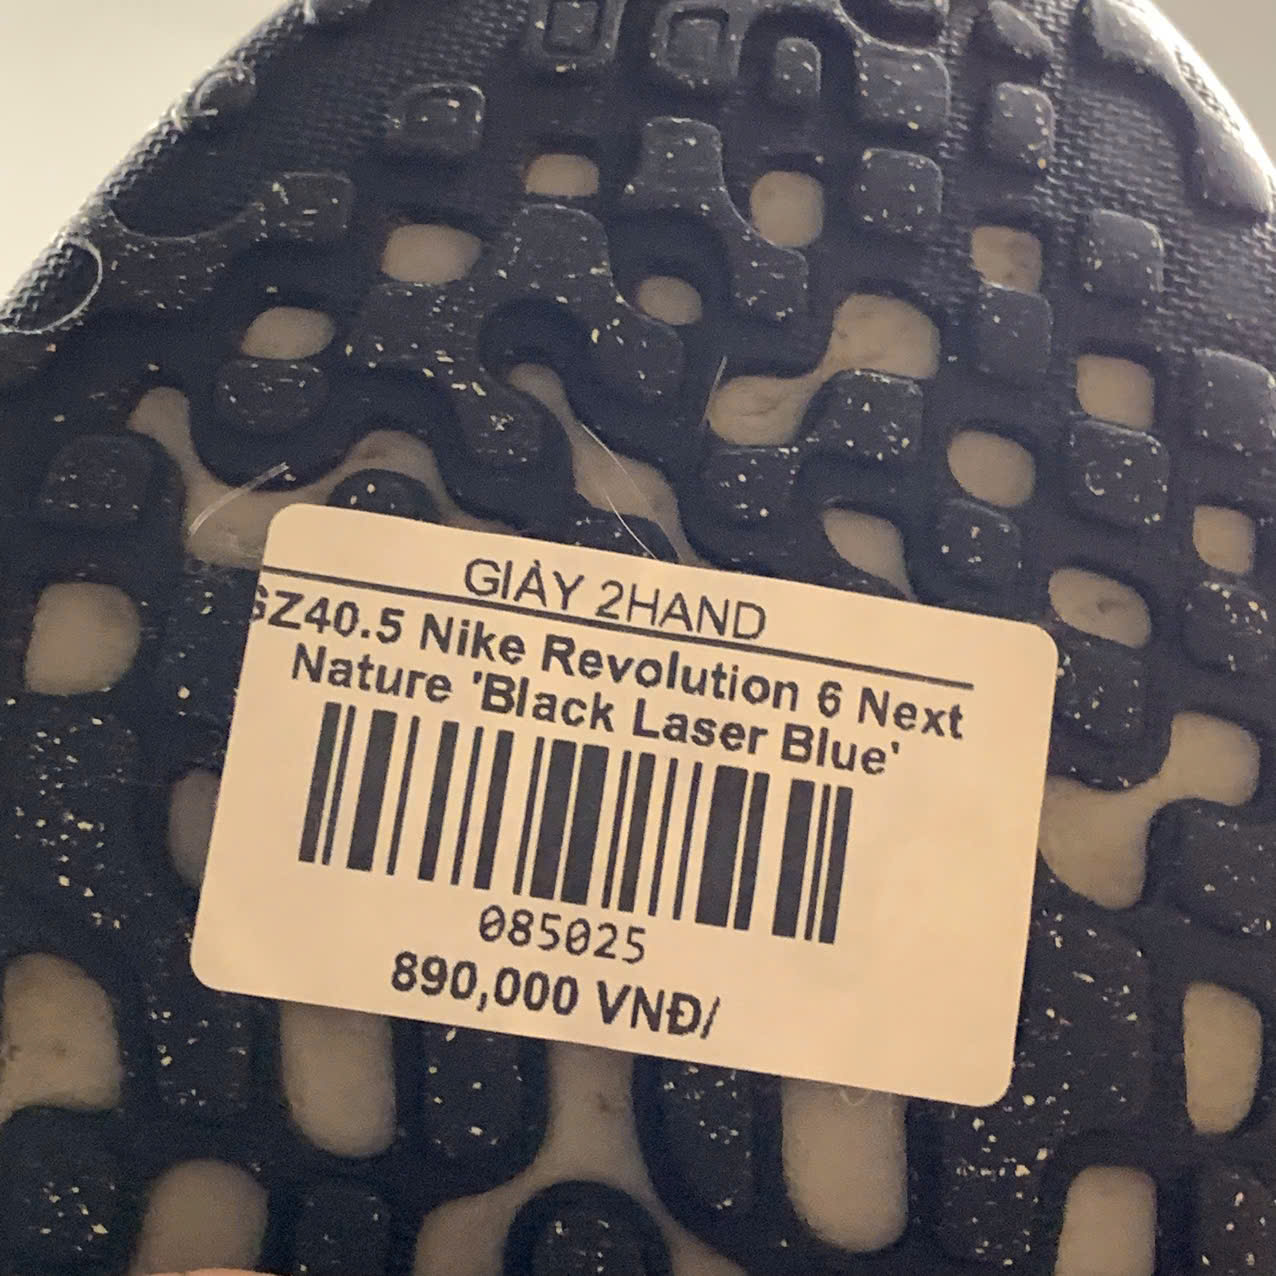 GIÀY 2HAND
SZ40.5 Nike Revolution 6 Next
Nature 'Black Laser Blue'
085025
890,000 VNĐ/